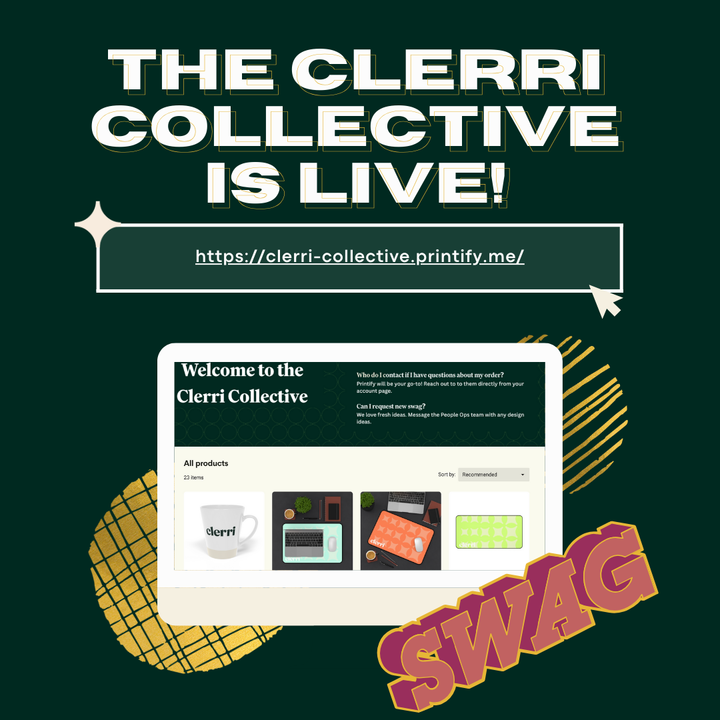 THE CLERRI
COLLECTIVE
IS LIVE!
https://clerri-collective.printify.me/
Welcome to the
Clerri Collective
Who do I contact if I have questions about my order?
Printify will be your go-to! Reach out to to them directly from your
account page.
Can I request new swag?
We love fresh ideas. Message the People Ops team with any design
ideas.
All products
23 items
Sort by:
Recommended
clerri
SWAG